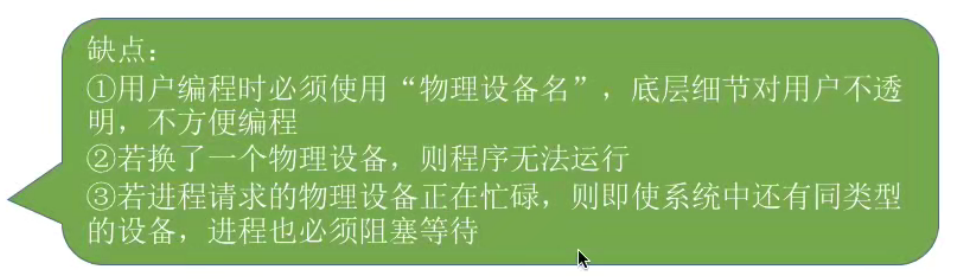 缺点：
①用户编程时必须使用“物理设备名”，底层细节对用户不透
明，不方便编程
②若换了一个物理设备，则程序无法运行
③若进程请求的物理设备正在忙碌，则即使系统中还有同类型
的设备，进程也必须阻塞等待